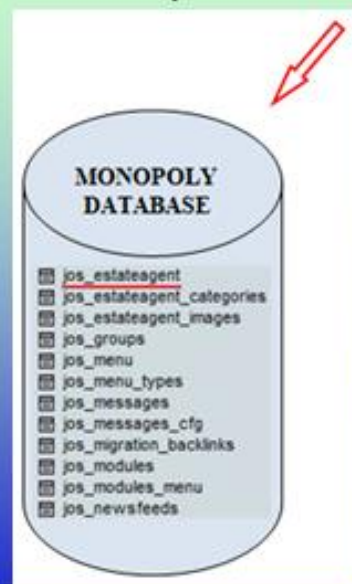 MONOPOLY
DATABASE
jos_estateagent
jos_estateagent_categories
jos_estateagent_images
jos_groups
jos_menu
jos_menu_types
jos_messages
jos_messages_cfg
jos_migration_backlinks
jos_modules
jos_modules_menu
jos_newsfeeds